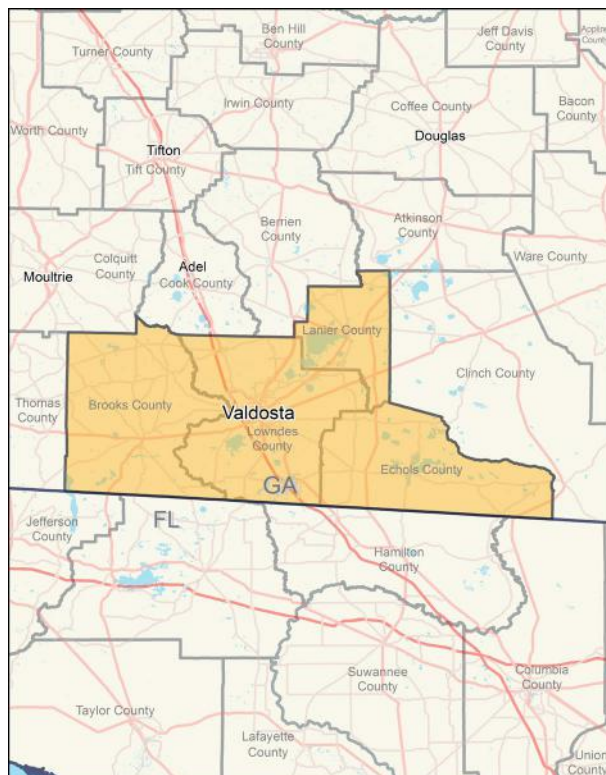 Turner County
Ben Hill
County
Jeff Davis
County
Appling
County
Irwin County
Coffee County
Bacon
County
Worth County
Douglas
Tifton
Tift County
Berrien
County
Atkinson
County
Colquitt
County
Moultrie
Adel
Cook County
Ware County
Lanier County
Clinch County
Thomas
County
Brooks County
Valdosta
Lowndes
County
Echols County
GA
FL
Jefferson
County
Hamilton
County
Suwannee
County
Columbia
County
Taylor County
Lafayette
County
Union
County